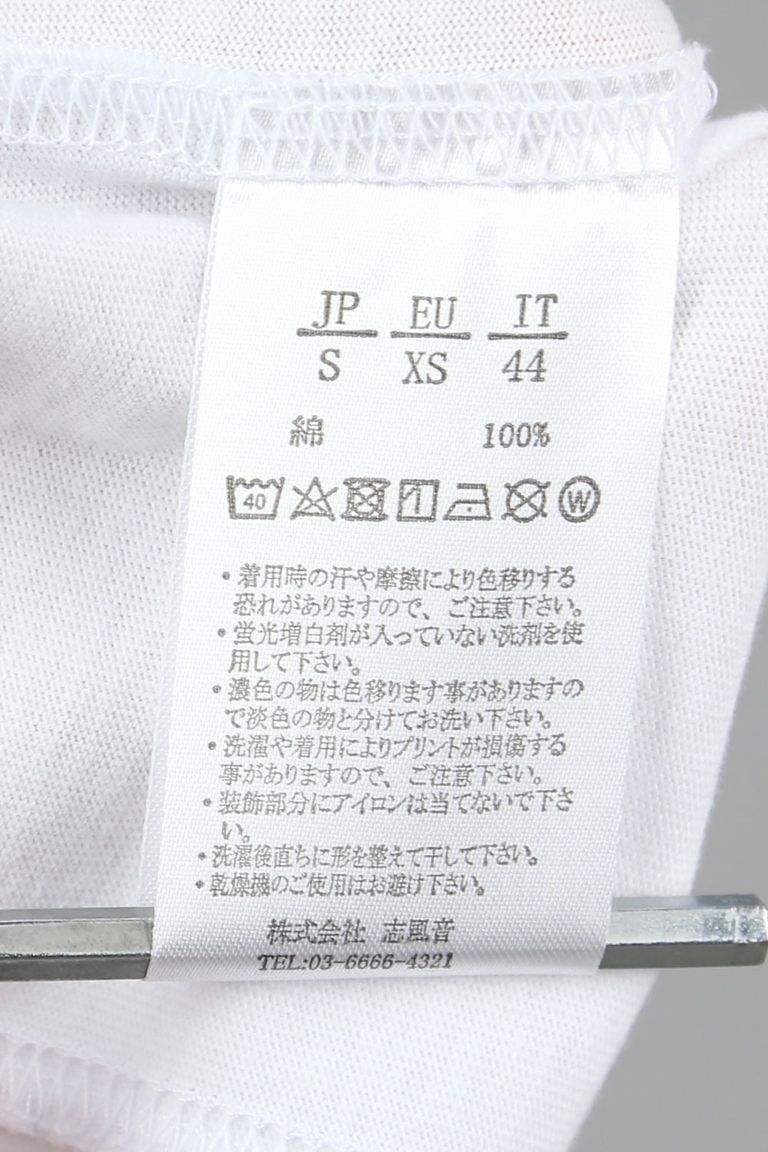 JP EU IT
S XS 44
綿 100%
40 W
・着用時の汗や摩擦により色移りする
恐れがありますので、ご注意下さい。
・蛍光増白剤が入っていない洗剤を使
用して下さい。
・濃色の物は色移ります事がありますの
で淡色の物と分けてお洗い下さい。
・洗濯や着用によりプリントが損傷する
事がありますので、ご注意下さい。
・装飾部分にアイロンは当てないで下さ
い。
・洗濯後直ちに形を整えて干して下さい。
・乾燥機のご使用はお避け下さい。
株式会社 志風音
TEL:03-6666-4321